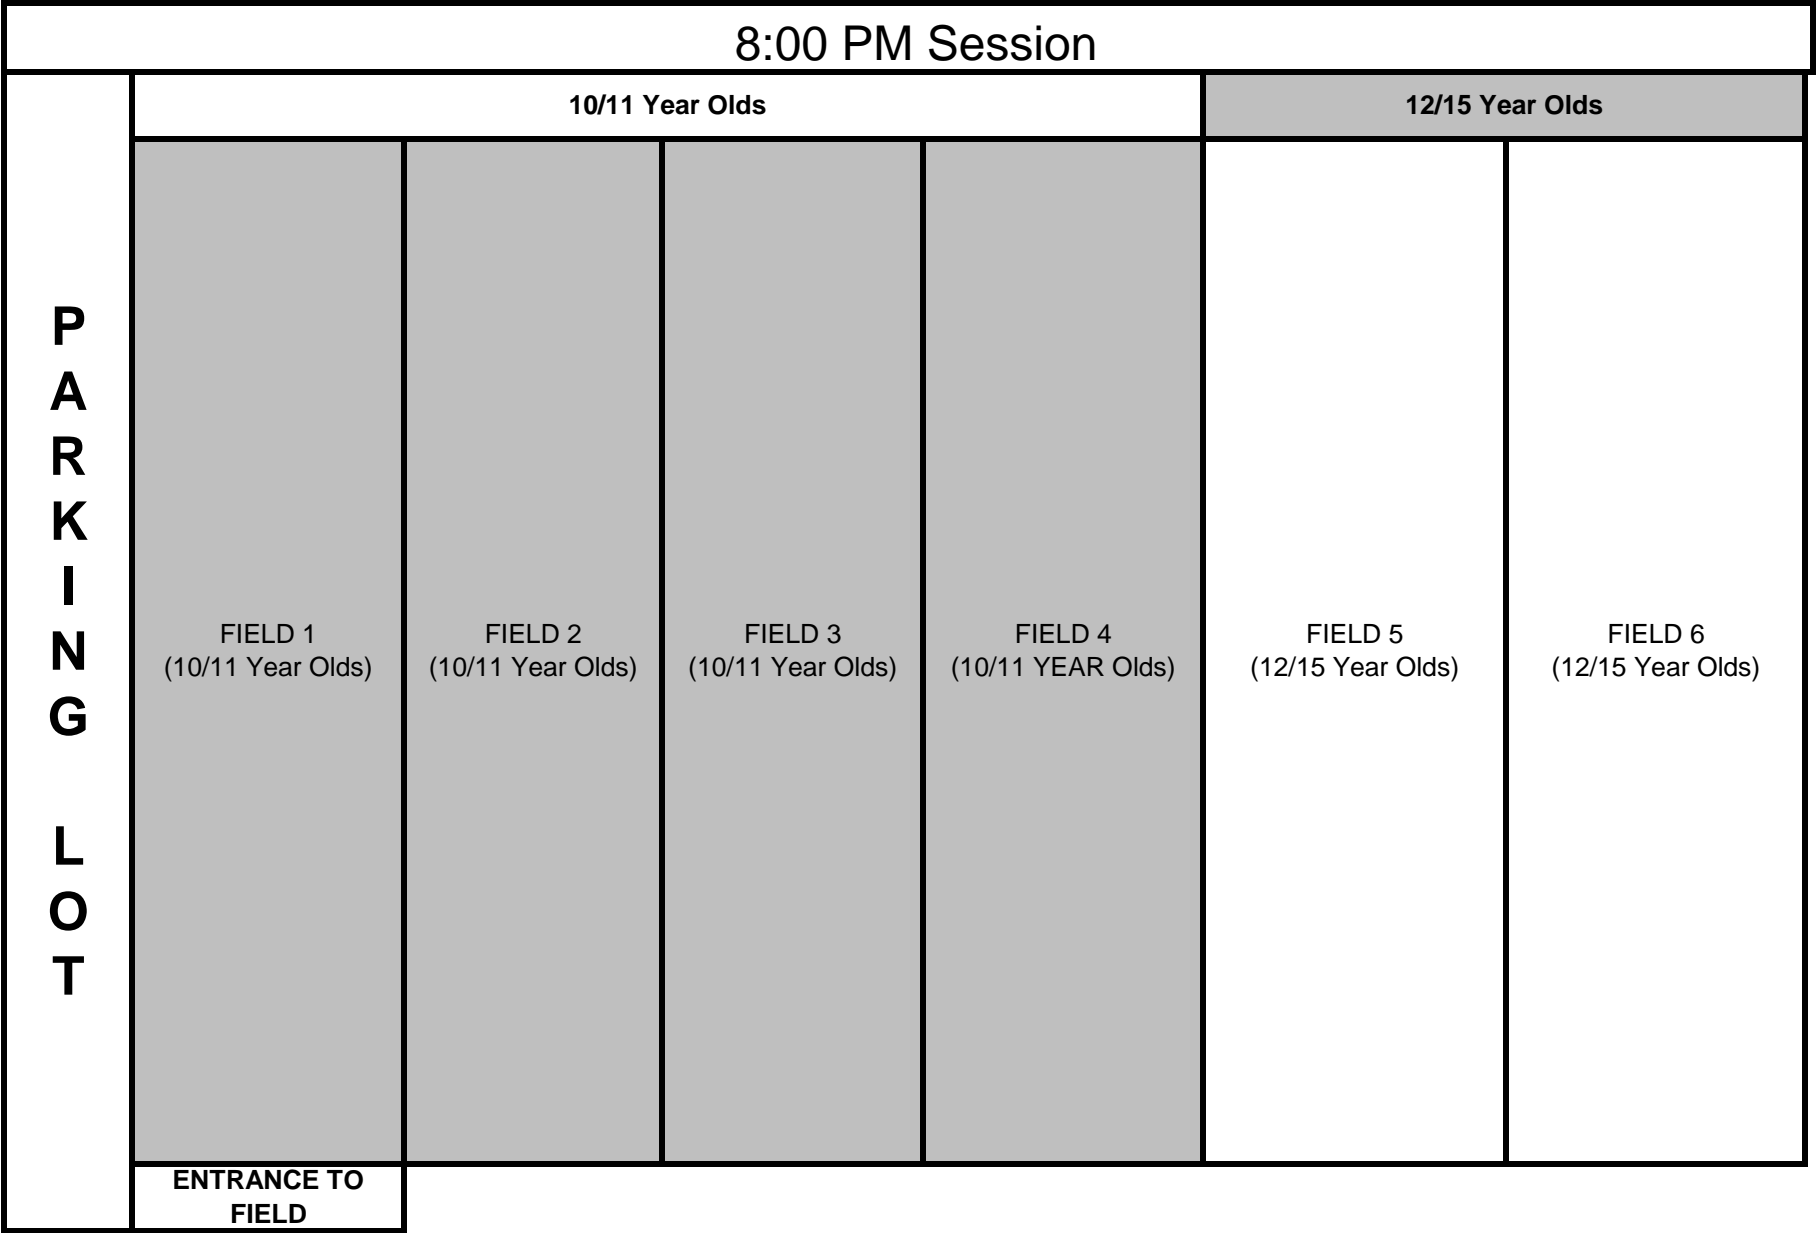 8:00 PM Session
10/11 Year Olds
12/15 Year Olds
P
A
R
K
I
N
G
L
O
T
FIELD 1
(10/11 Year Olds)
FIELD 2
(10/11 Year Olds)
FIELD 3
(10/11 Year Olds)
FIELD 4
(10/11 YEAR Olds)
FIELD 5
(12/15 Year Olds)
FIELD 6
(12/15 Year Olds)
ENTRANCE TO
FIELD